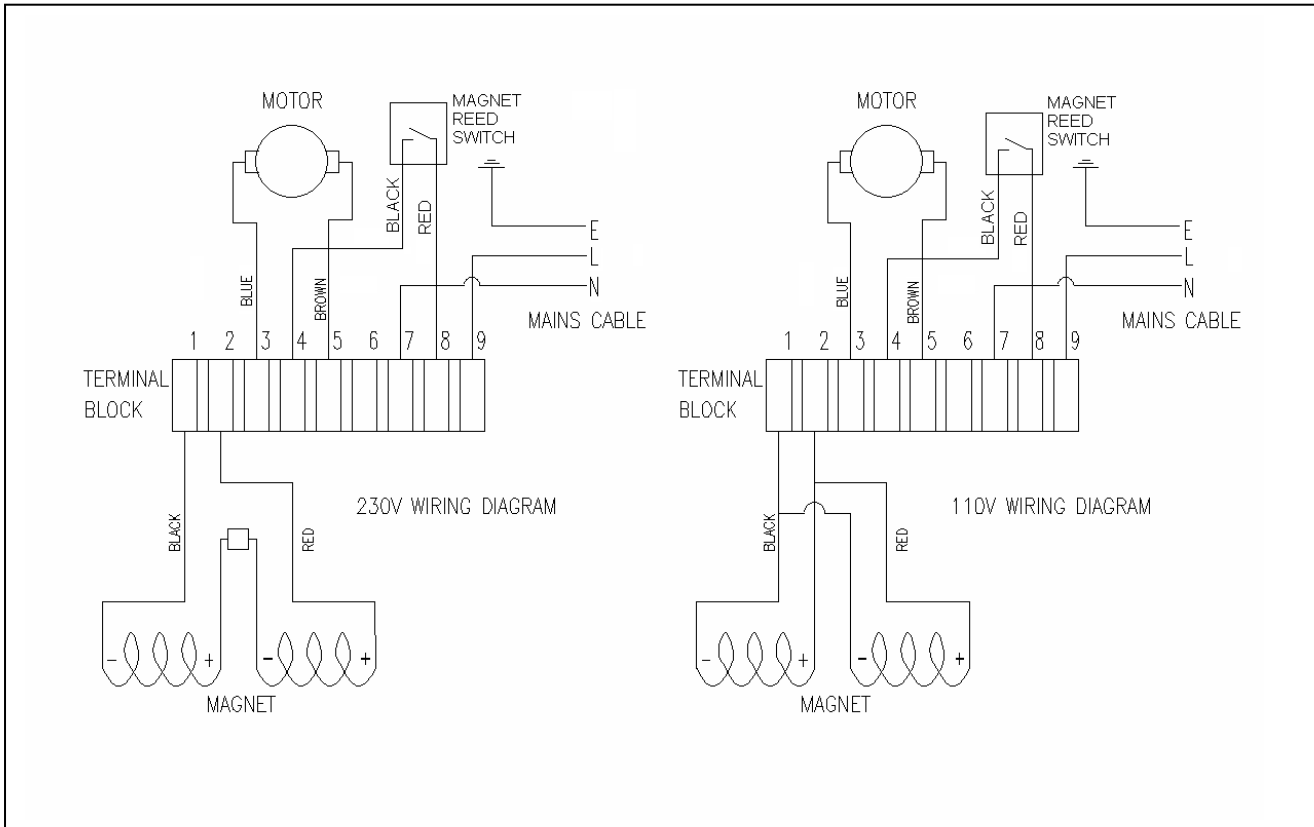 MOTOR
MAGNET
REED
SWITCH
BLACK
RED
E
L
N
BLUE
BROWN
MAINS CABLE
1 2 3 4 5 6 7 8 9
TERMINAL
BLOCK
230V WIRING DIAGRAM
BLACK
RED
- + - +
MAGNET
MOTOR
MAGNET
REED
SWITCH
BLACK
RED
E
L
N
BLUE
BROWN
MAINS CABLE
1 2 3 4 5 6 7 8 9
TERMINAL
BLOCK
110V WIRING DIAGRAM
BLACK
RED
- + - +
MAGNET